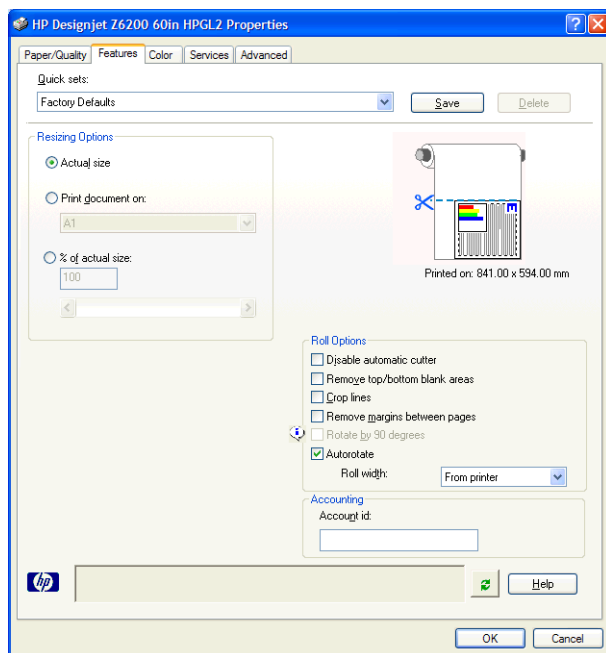 HP Designjet Z6200 60in HPGL2 Properties
Paper/Quality Features Color Services Advanced
Quick sets:
Factory Defaults Save Delete
Resizing Options
Actual size
Print document on:
A1
% of actual size:
100
Printed on: 841.00 x 594.00 mm
Roll Options
Disable automatic cutter
Remove top/bottom blank areas
Crop lines
Remove margins between pages
Rotate by 90 degrees
Autorotate
Roll width: From printer
Accounting
Account id:
hp Help
OK Cancel